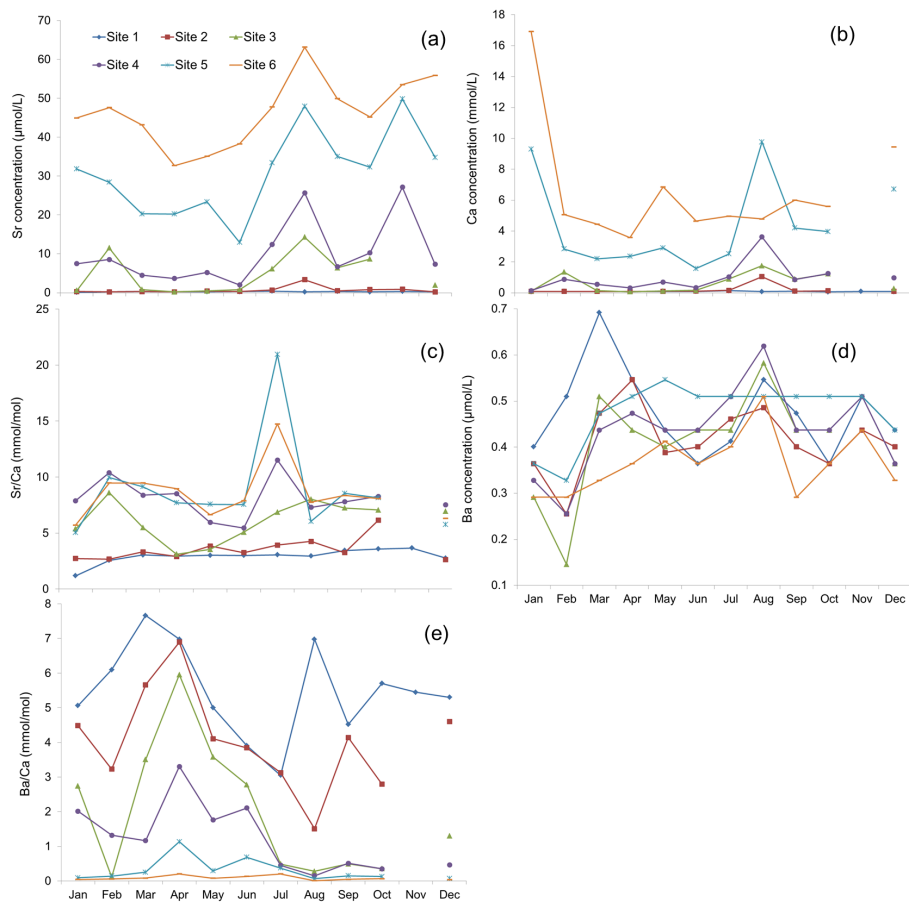 (a)
Site 1 Site 2 Site 3
Site 4 Site 5 Site 6
Sr concentration (μmol/L)
70
60
50
40
30
20
10
0
(b)
Ca concentration (mmol/L)
18
16
14
12
10
8
6
4
2
0
(c)
Sr/Ca (mmol/mol)
25
20
15
10
5
0
(d)
Ba concentration (μmol/L)
0.8
0.7
0.6
0.5
0.4
0.3
0.2
0.1
Jan Feb Mar Apr May Jun Jul Aug Sep Oct Nov Dec
(e)
Ba/Ca (mmol/mol)
8
7
6
5
4
3
2
1
0
Jan Feb Mar Apr May Jun Jul Aug Sep Oct Nov Dec